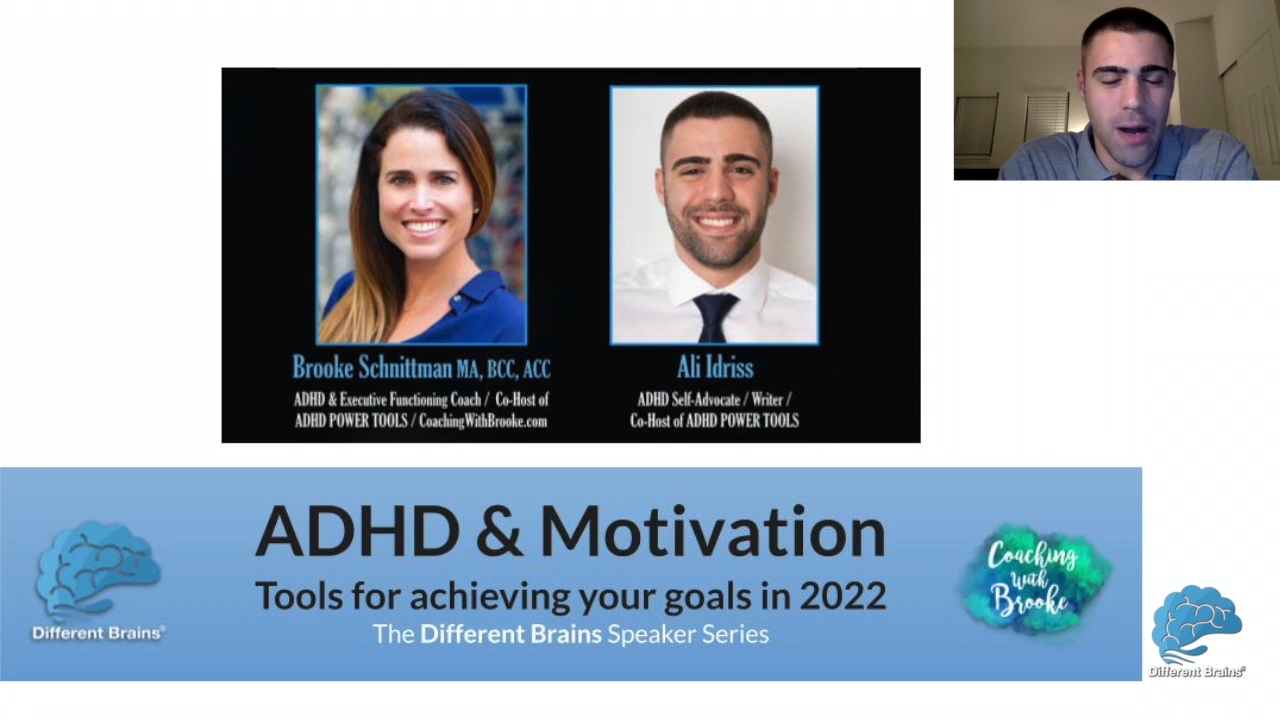 Brooke Schnittman MA, BCC, ACC
ADHD & Executive Functioning Coach / Co-Host of
ADHD POWER TOOLS / CoachingWithBrooke.com
Ali Idriss
ADHD Self-Advocate / Writer /
Co-Host of ADHD POWER TOOLS
ADHD & Motivation
Tools for achieving your goals in 2022
The Different Brains Speaker Series
Different Brains®
Coaching
With
Brooke
Different Brains®